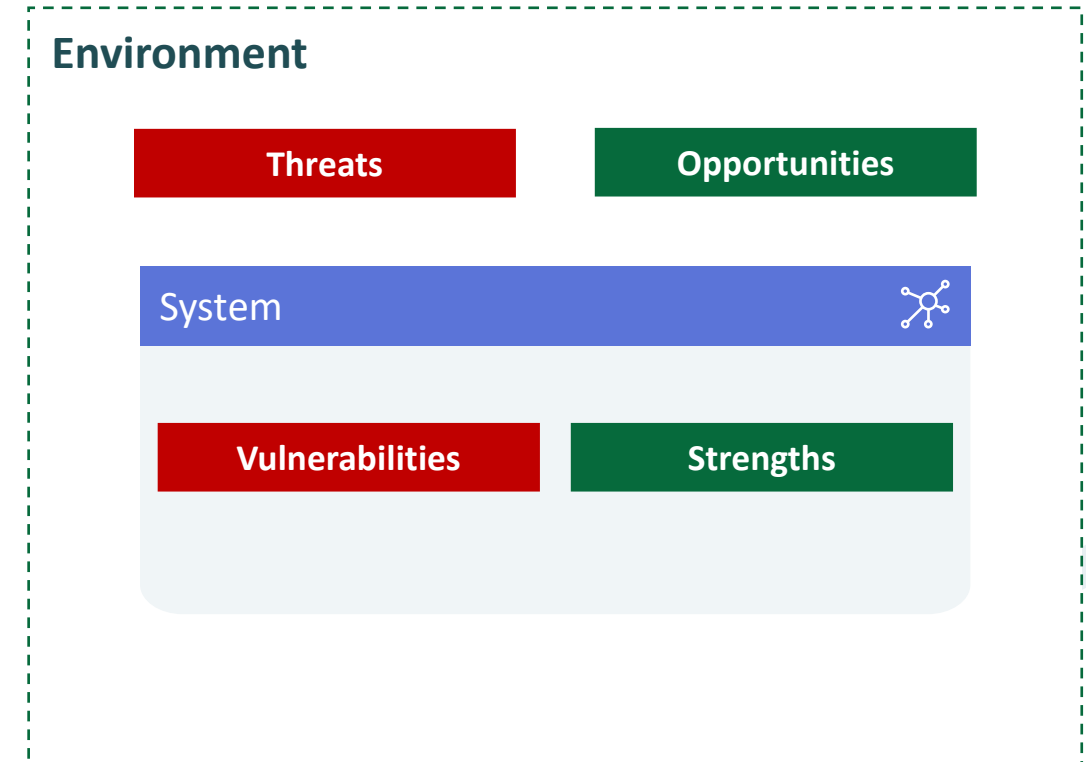 Environment
Threats
Opportunities
System
Vulnerabilities
Strengths